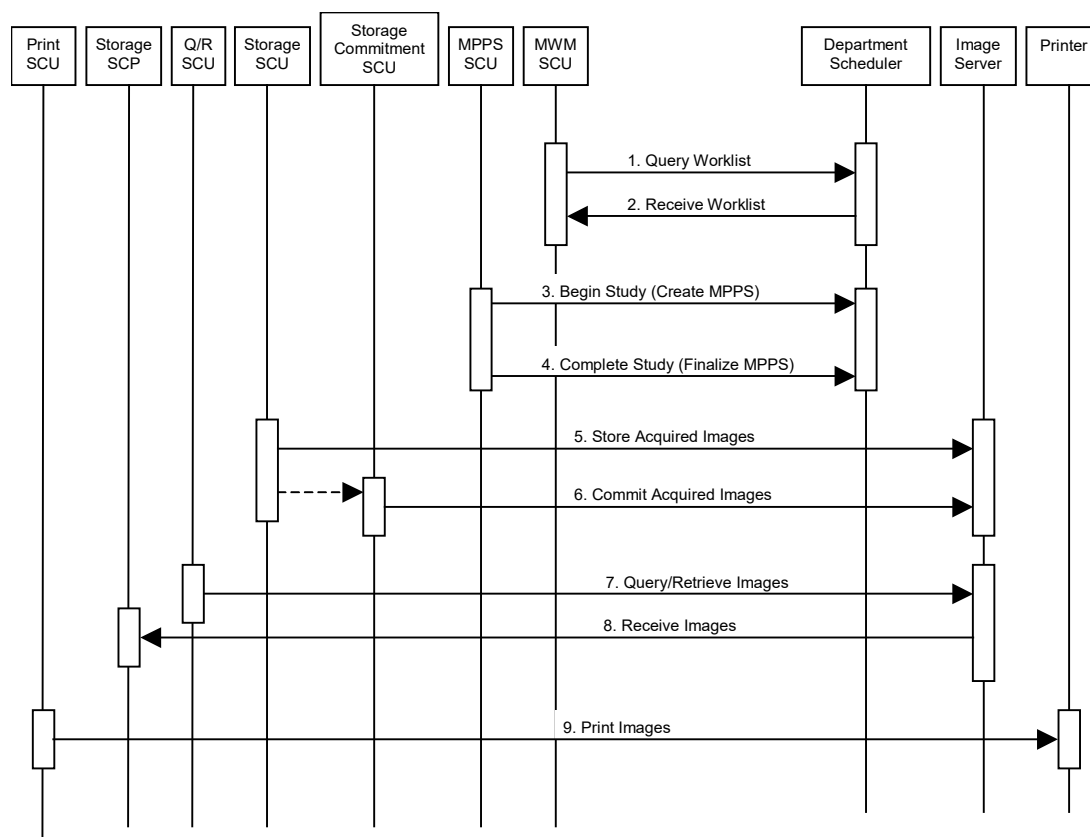 Print
SCU
Storage
SCP
Q/R
SCU
Storage
SCU
Storage
Commitment
SCU
MPPS
SCU
MWM
SCU
Department
Scheduler
Image
Server
Printer
1. Query Worklist
2. Receive Worklist
3. Begin Study (Create MPPS)
4. Complete Study (Finalize MPPS)
5. Store Acquired Images
6. Commit Acquired Images
7. Query/Retrieve Images
8. Receive Images
9. Print Images